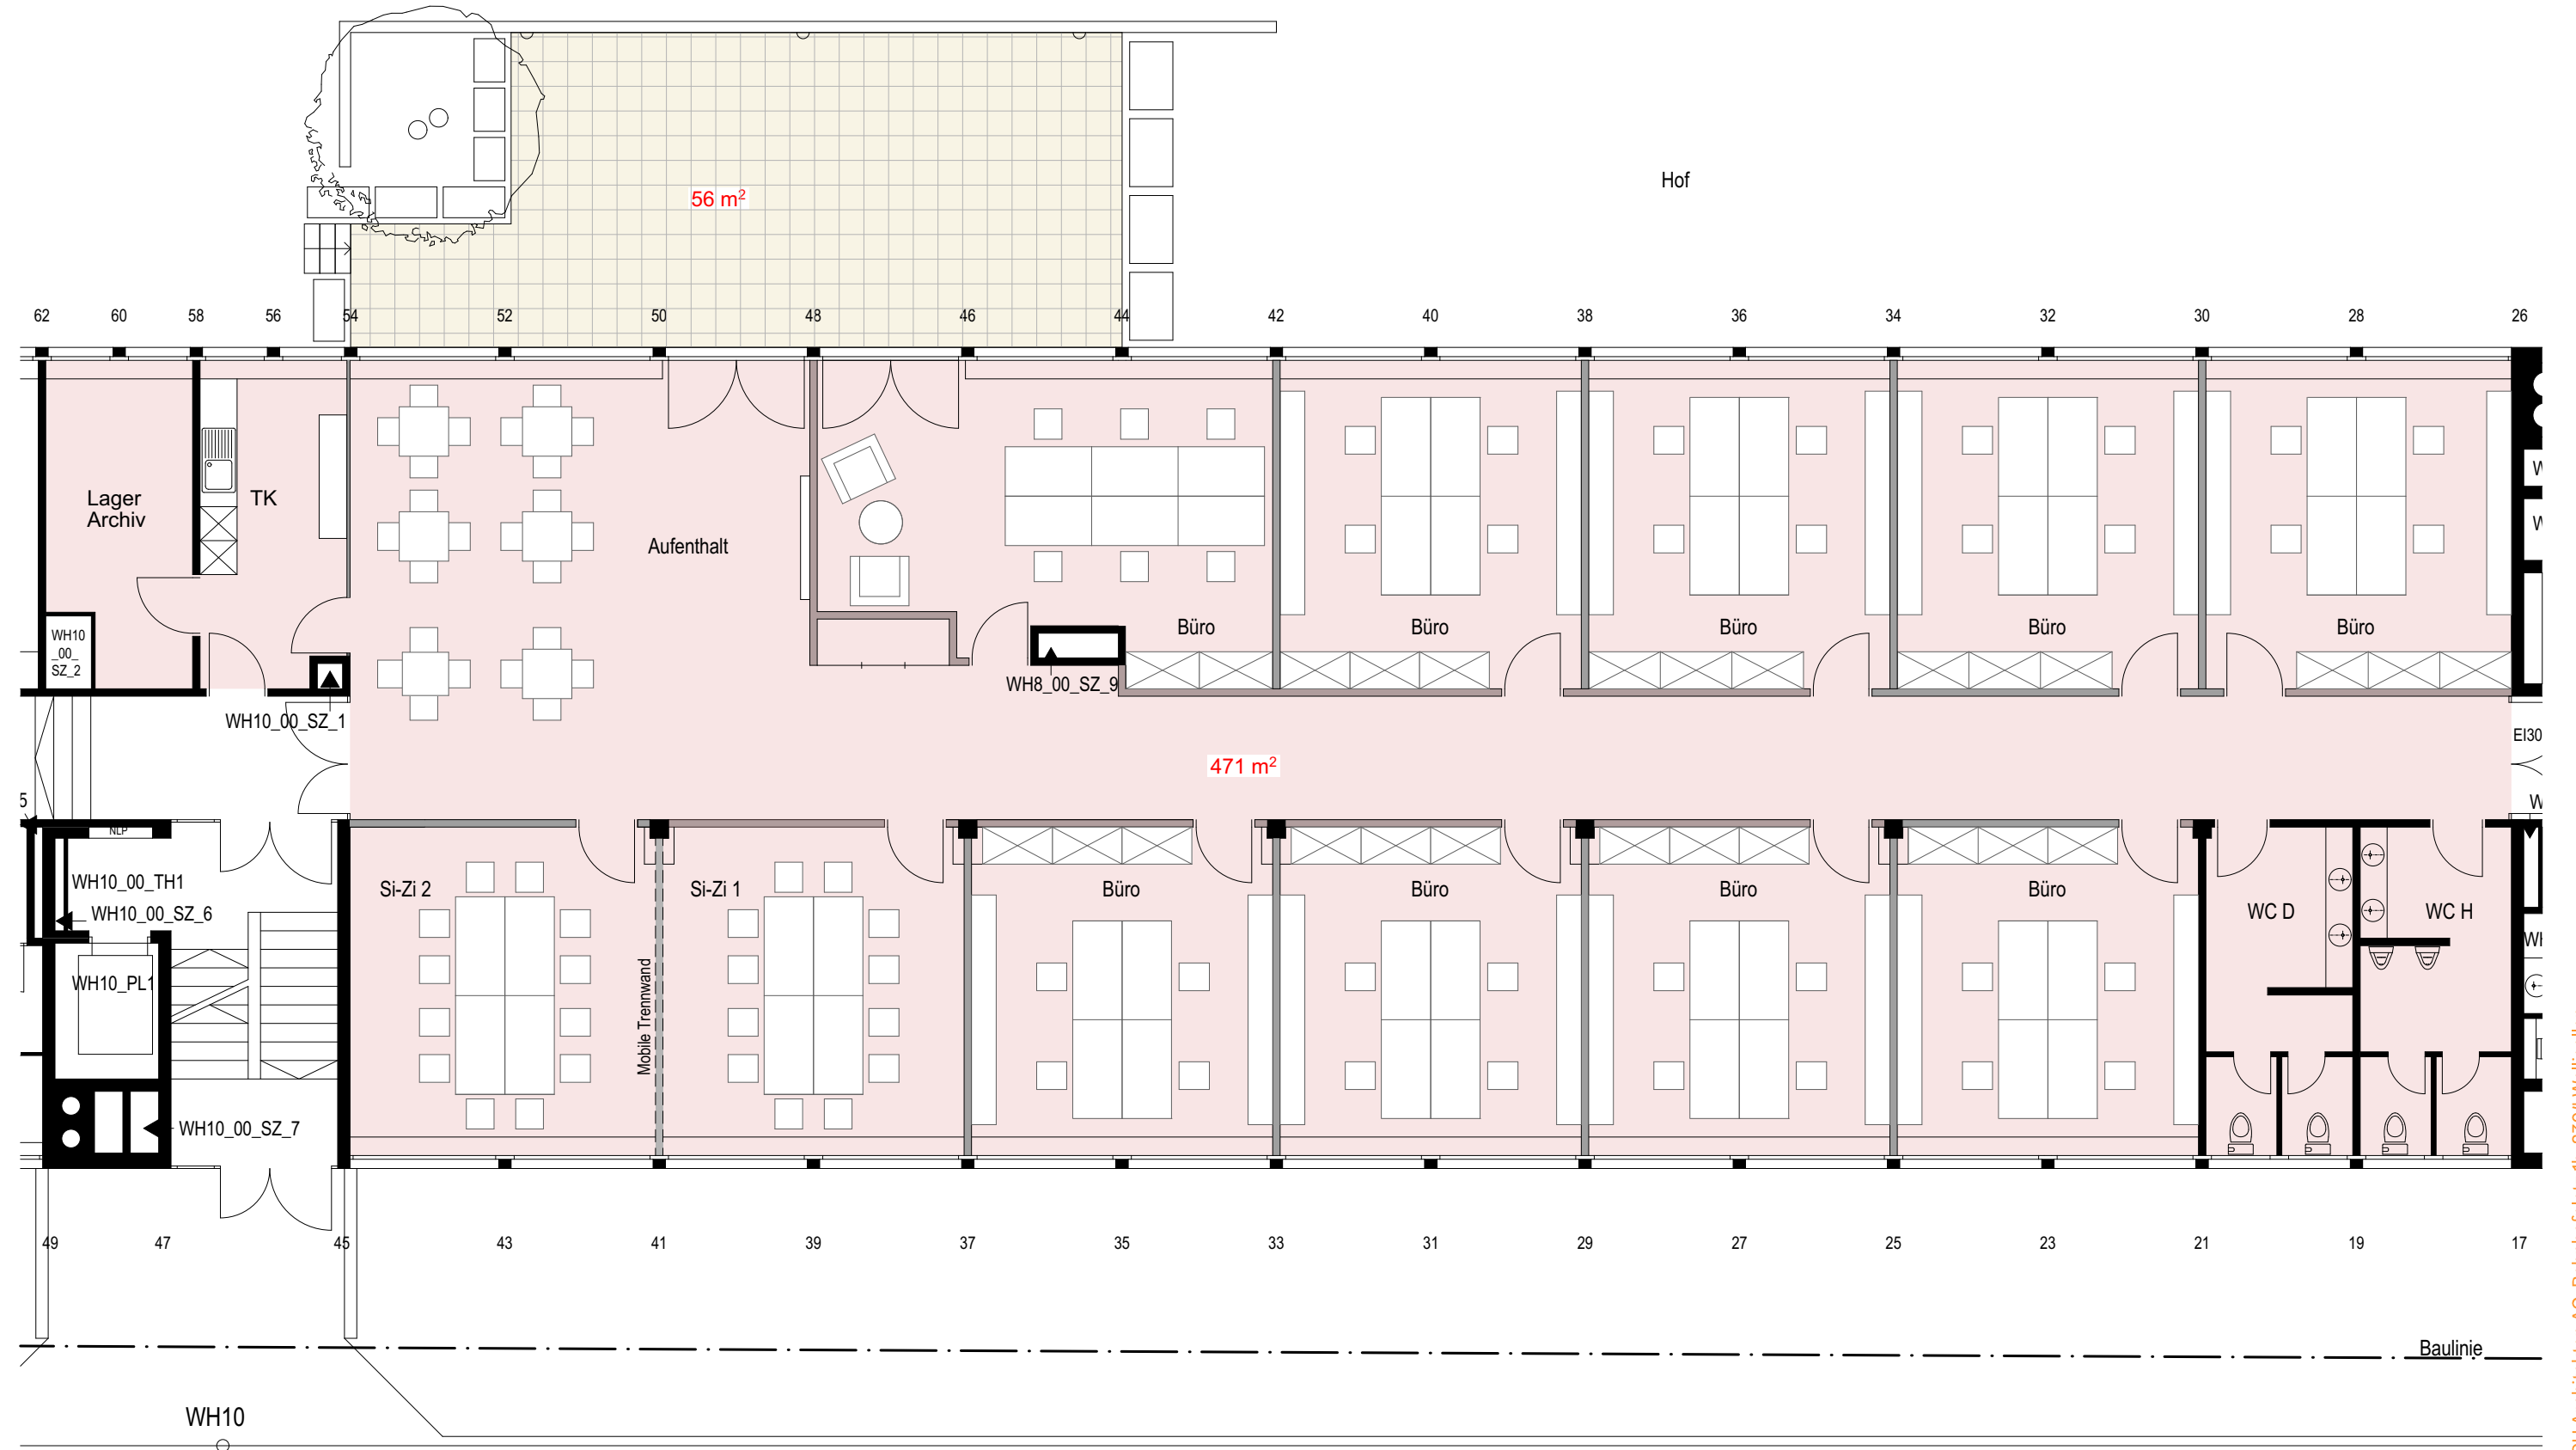 Hof
56 m²
62 60 58 56 54 52 50 48 46 44 42 40 38 36 34 32 30 28 26
Lager
Archiv
TK
Aufenthalt
Büro
Büro
Büro
Büro
Büro
WH10
_00_
SZ_2
WH8_00_SZ_9
WH10_00_SZ_1
EI30
471 m²
5
NLP
WH10_00_TH1
WH10_00_SZ_6
WH10_PL1
WH10_00_SZ_7
Si-Zi 2
Mobile Trennwand
Si-Zi 1
Büro
Büro
Büro
Büro
WC D
WC H
49 47 45 43 41 39 37 35 33 31 29 27 25 23 21 19 17
Baulinie
WH10